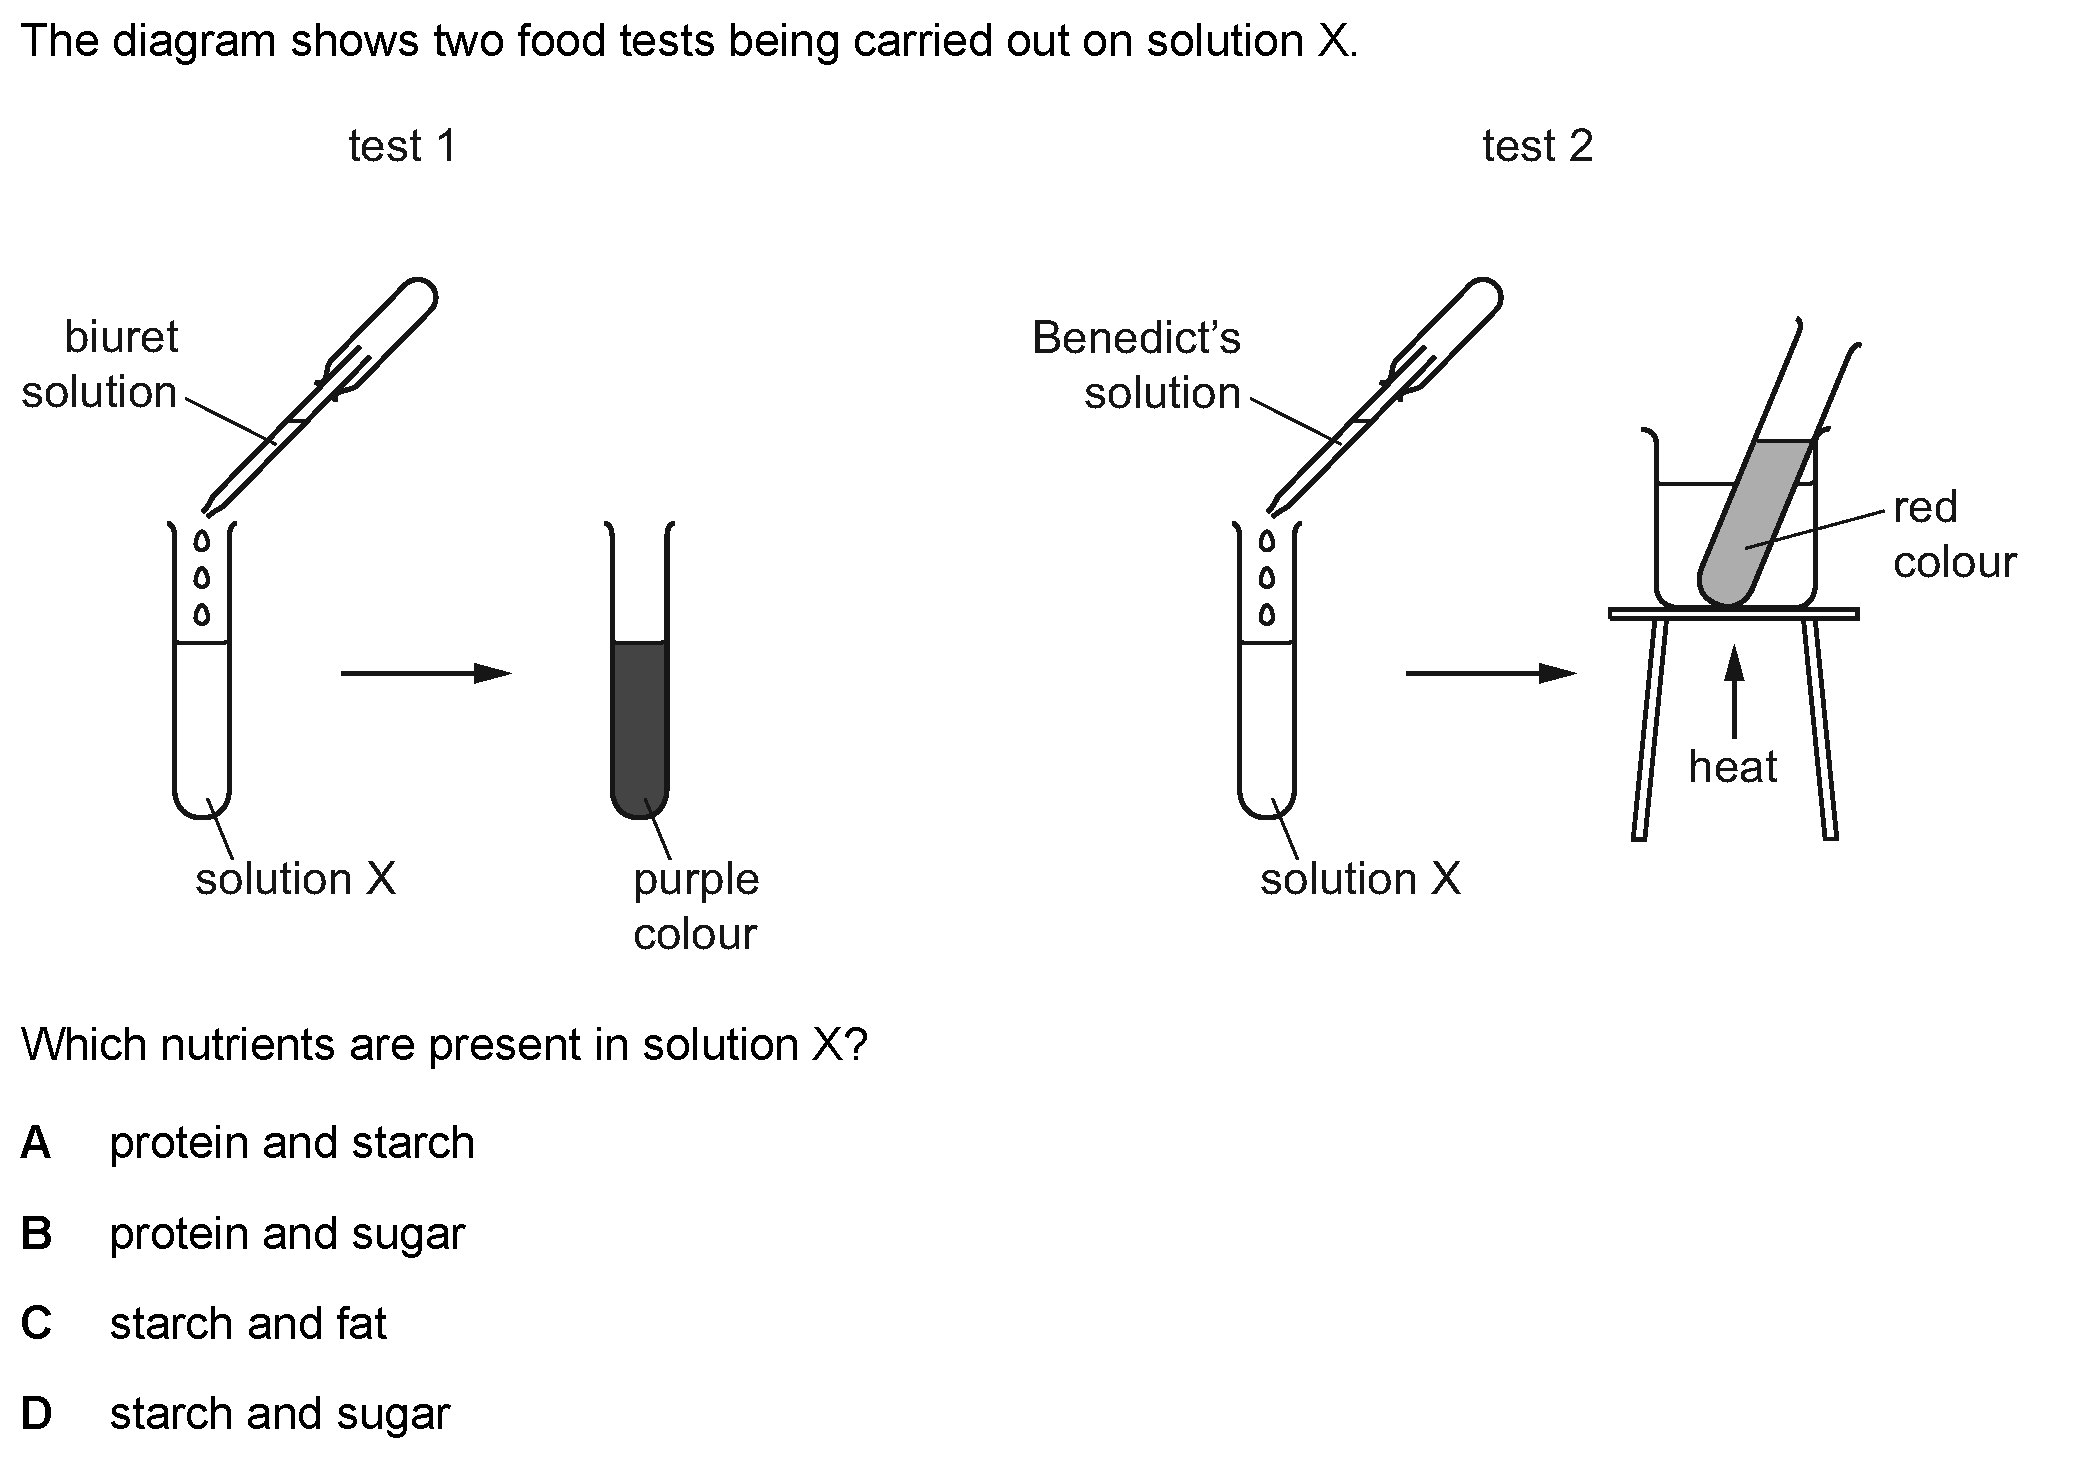 The diagram shows two food tests being carried out on solution X.
test 1
test 2
biuret
solution
Benedict’s
solution
red
colour
heat
solution X
purple
colour
solution X
Which nutrients are present in solution X?
A protein and starch
B protein and sugar
C starch and fat
D starch and sugar